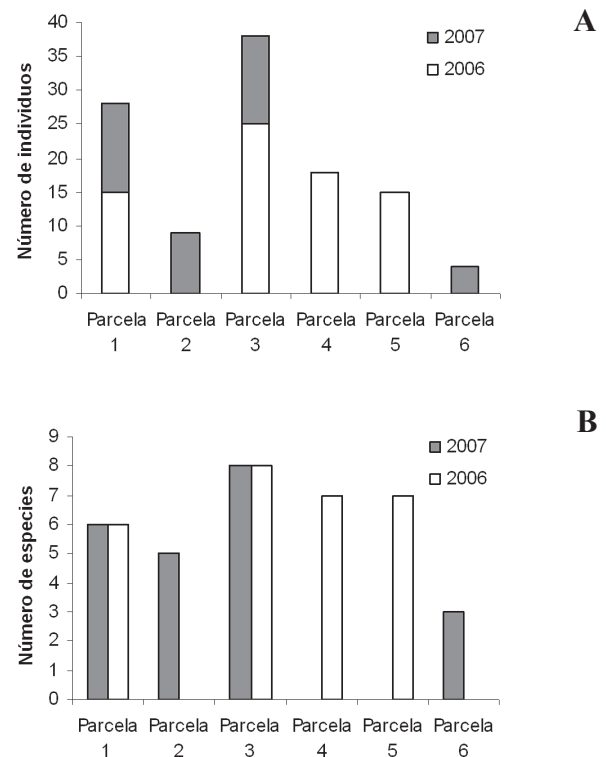 A
Número de individuos
40
35
30
25
20
15
10
5
0
2007
2006
Parcela 1
Parcela 2
Parcela 3
Parcela 4
Parcela 5
Parcela 6
B
Número de especies
9
8
7
6
5
4
3
2
1
0
2007
2006
Parcela 1
Parcela 2
Parcela 3
Parcela 4
Parcela 5
Parcela 6